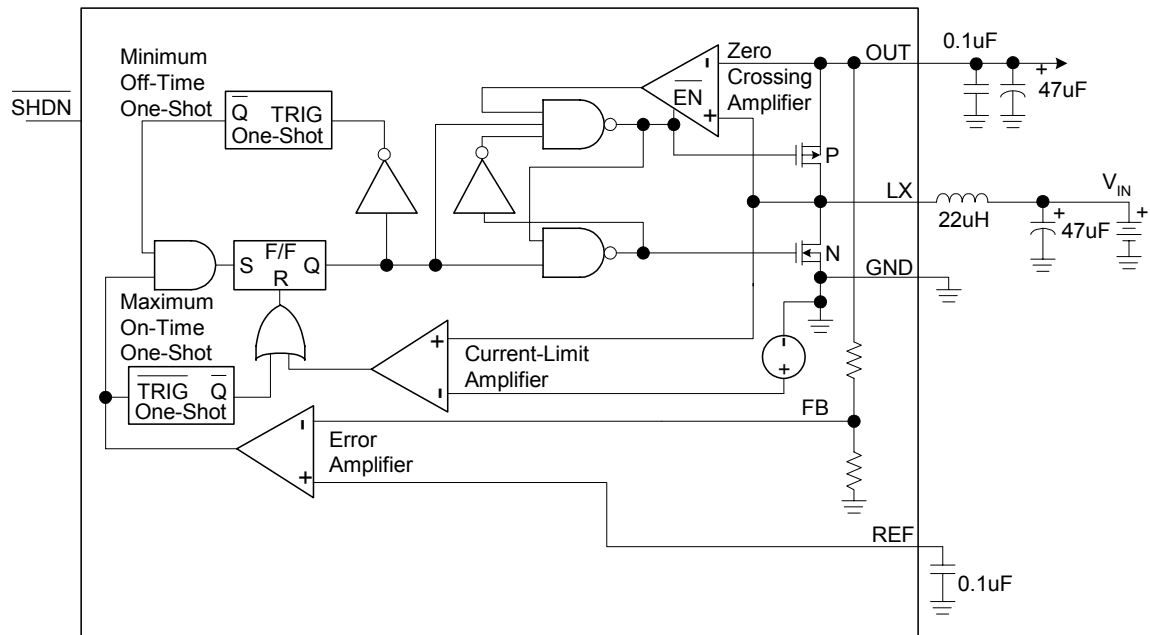 Minimum
Off-Time
One-Shot
SHDN
Q TRIG
One-Shot
EN
-
+
Zero
Crossing
Amplifier
OUT
0.1uF
+
47uF
P
LX
22uH
+
47uF
VIN
+
N
GND
F/F
S Q
R
Maximum
On-Time
One-Shot
TRIG Q
One-Shot
+
-
Current-Limit
Amplifier
-
+
FB
-
+
Error
Amplifier
REF
0.1uF